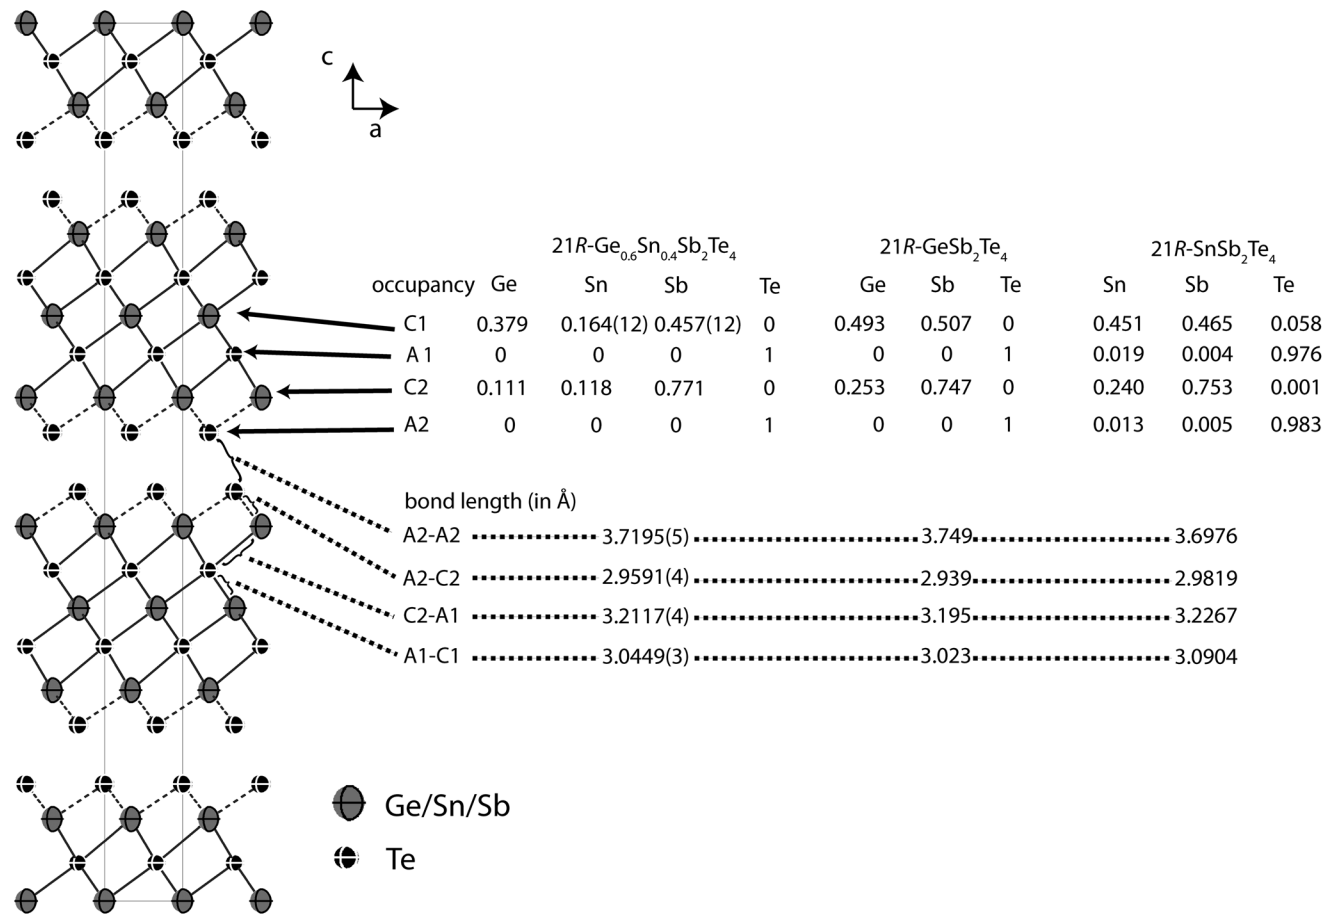 c
a
21R-Ge0.6Sn0.4Sb2Te4 21R-GeSb2Te4 21R-SnSb2Te4
occupancy Ge Sn Sb Te Ge Sb Te Sn Sb Te
C1 0.379 0.164(12) 0.457(12) 0 0.493 0.507 0 0.451 0.465 0.058
A1 0 0 0 1 0 0 1 0.019 0.004 0.976
C2 0.111 0.118 0.771 0 0.253 0.747 0 0.240 0.753 0.001
A2 0 0 0 1 0 0 1 0.013 0.005 0.983
bond length (in Å)
A2-A2 3.7195(5) 3.749 3.6976
A2-C2 2.9591(4) 2.939 2.9819
C2-A1 3.2117(4) 3.195 3.2267
A1-C1 3.0449(3) 3.023 3.0904
Ge/Sn/Sb
Te